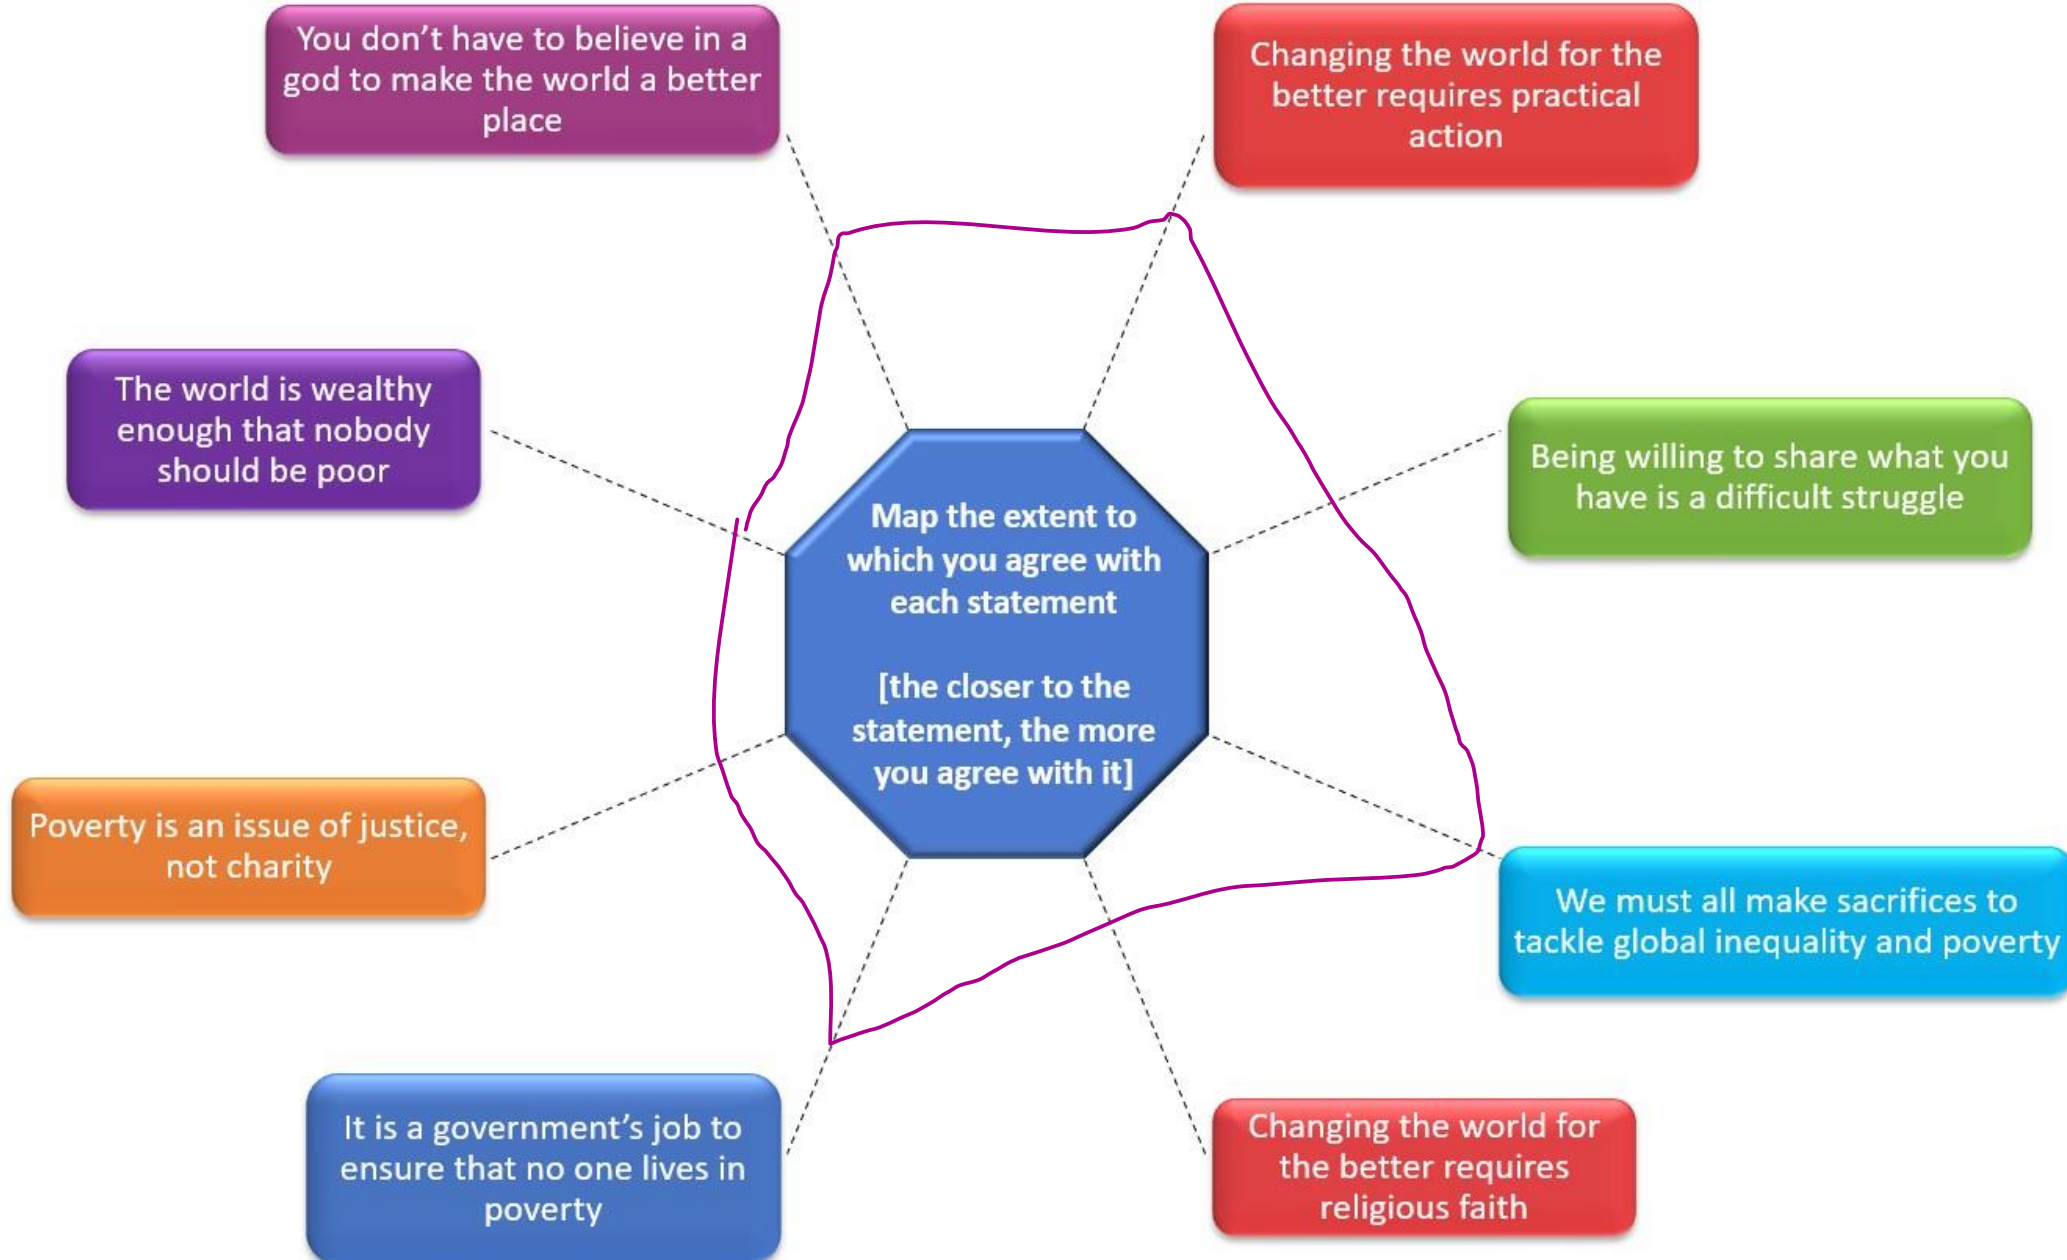 You don’t have to believe in a
god to make the world a better
place
Changing the world for the
better requires practical
action
The world is wealthy
enough that nobody
should be poor
Being willing to share what you
have is a difficult struggle
Map the extent to
which you agree with
each statement
[the closer to the
statement, the more
you agree with it]
Poverty is an issue of justice,
not charity
We must all make sacrifices to
tackle global inequality and poverty
It is a government’s job to
ensure that no one lives in
poverty
Changing the world for
the better requires
religious faith